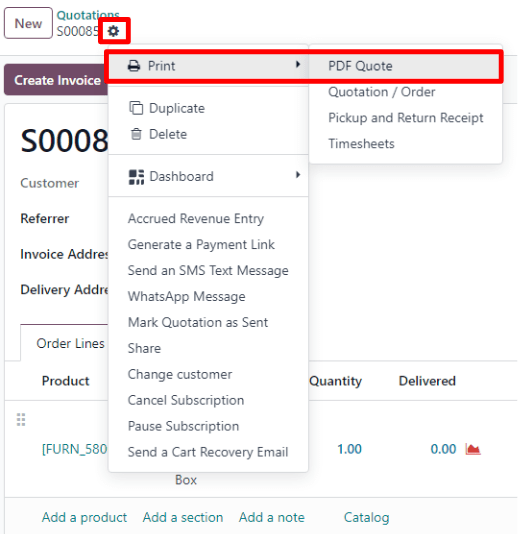 New
Quotations
S00085
Create Invoice
Print
PDF Quote
Quotation / Order
Pickup and Return Receipt
Timesheets
Duplicate
Delete
Dashboard
Accrued Revenue Entry
Generate a Payment Link
Send an SMS Text Message
WhatsApp Message
Mark Quotation as Sent
Share
Change customer
Cancel Subscription
Pause Subscription
Send a Cart Recovery Email
S0008
Customer
Referrer
Invoice Addres
Delivery Addre
Order Lines
Product
Quantity
Delivered
[FURN_580
1.00
0.00
Box
Add a product
Add a section
Add a note
Catalog